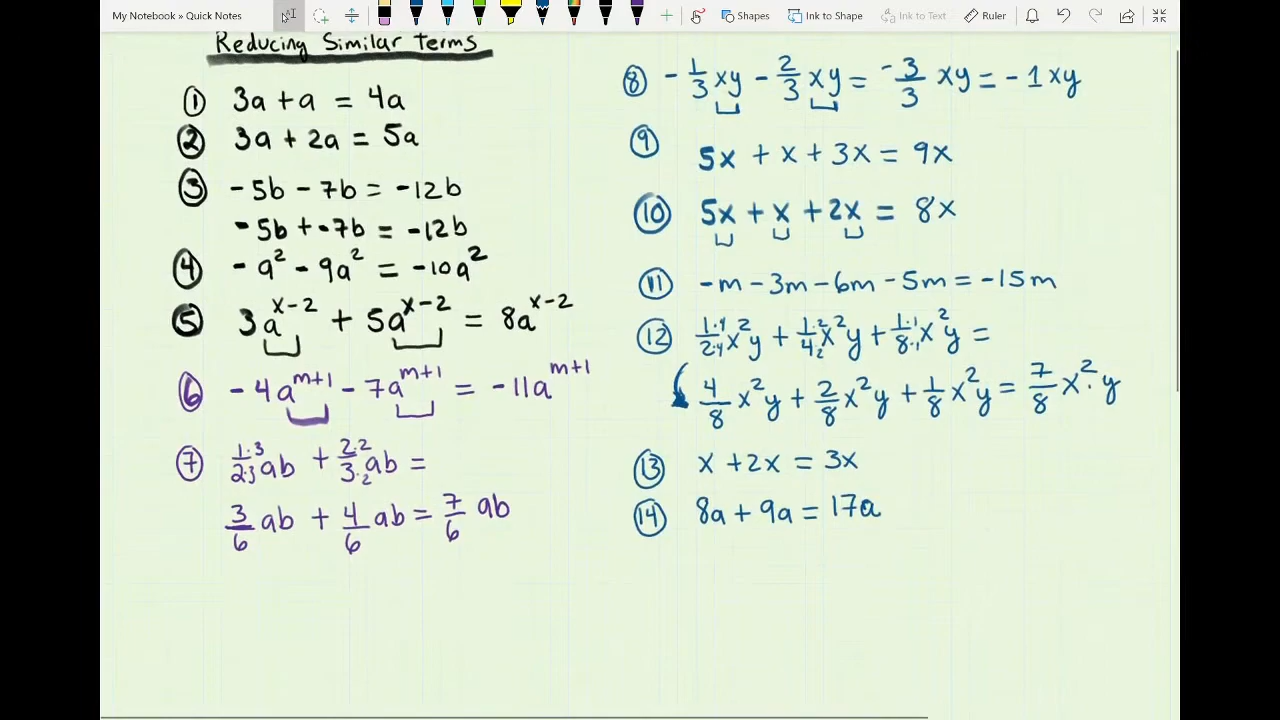 My Notebook » Quick Notes
Shapes
Ink to Shape
Ink to Text
Ruler
Reducing Similar Terms
① 3a + a = 4a
② 3a + 2a = 5a
③ -5b - 7b = -12b
-5b + -7b = -12b
④ -a² - 9a² = -10a²
⑤ 3a^(x-2) + 5a^(x-2) = 8a^(x-2)
⑥ -4a^(m+1) - 7a^(m+1) = -11a^(m+1)
⑦ 1·3/2·3 ab + 2·2/3·2 ab =
3/6 ab + 4/6 ab = 7/6 ab
⑧ -1/3 xy - 2/3 xy = -3/3 xy = -1xy
⑨ 5x + x + 3x = 9x
⑩ 5x + x + 2x = 8x
⑪ -m - 3m - 6m - 5m = -15m
⑫ 1·4/2·4 x²y + 1·2/4·2 x²y + 1·1/8·1 x²y =
4/8 x²y + 2/8 x²y + 1/8 x²y = 7/8 x²·y
⑬ x + 2x = 3x
⑭ 8a + 9a = 17a